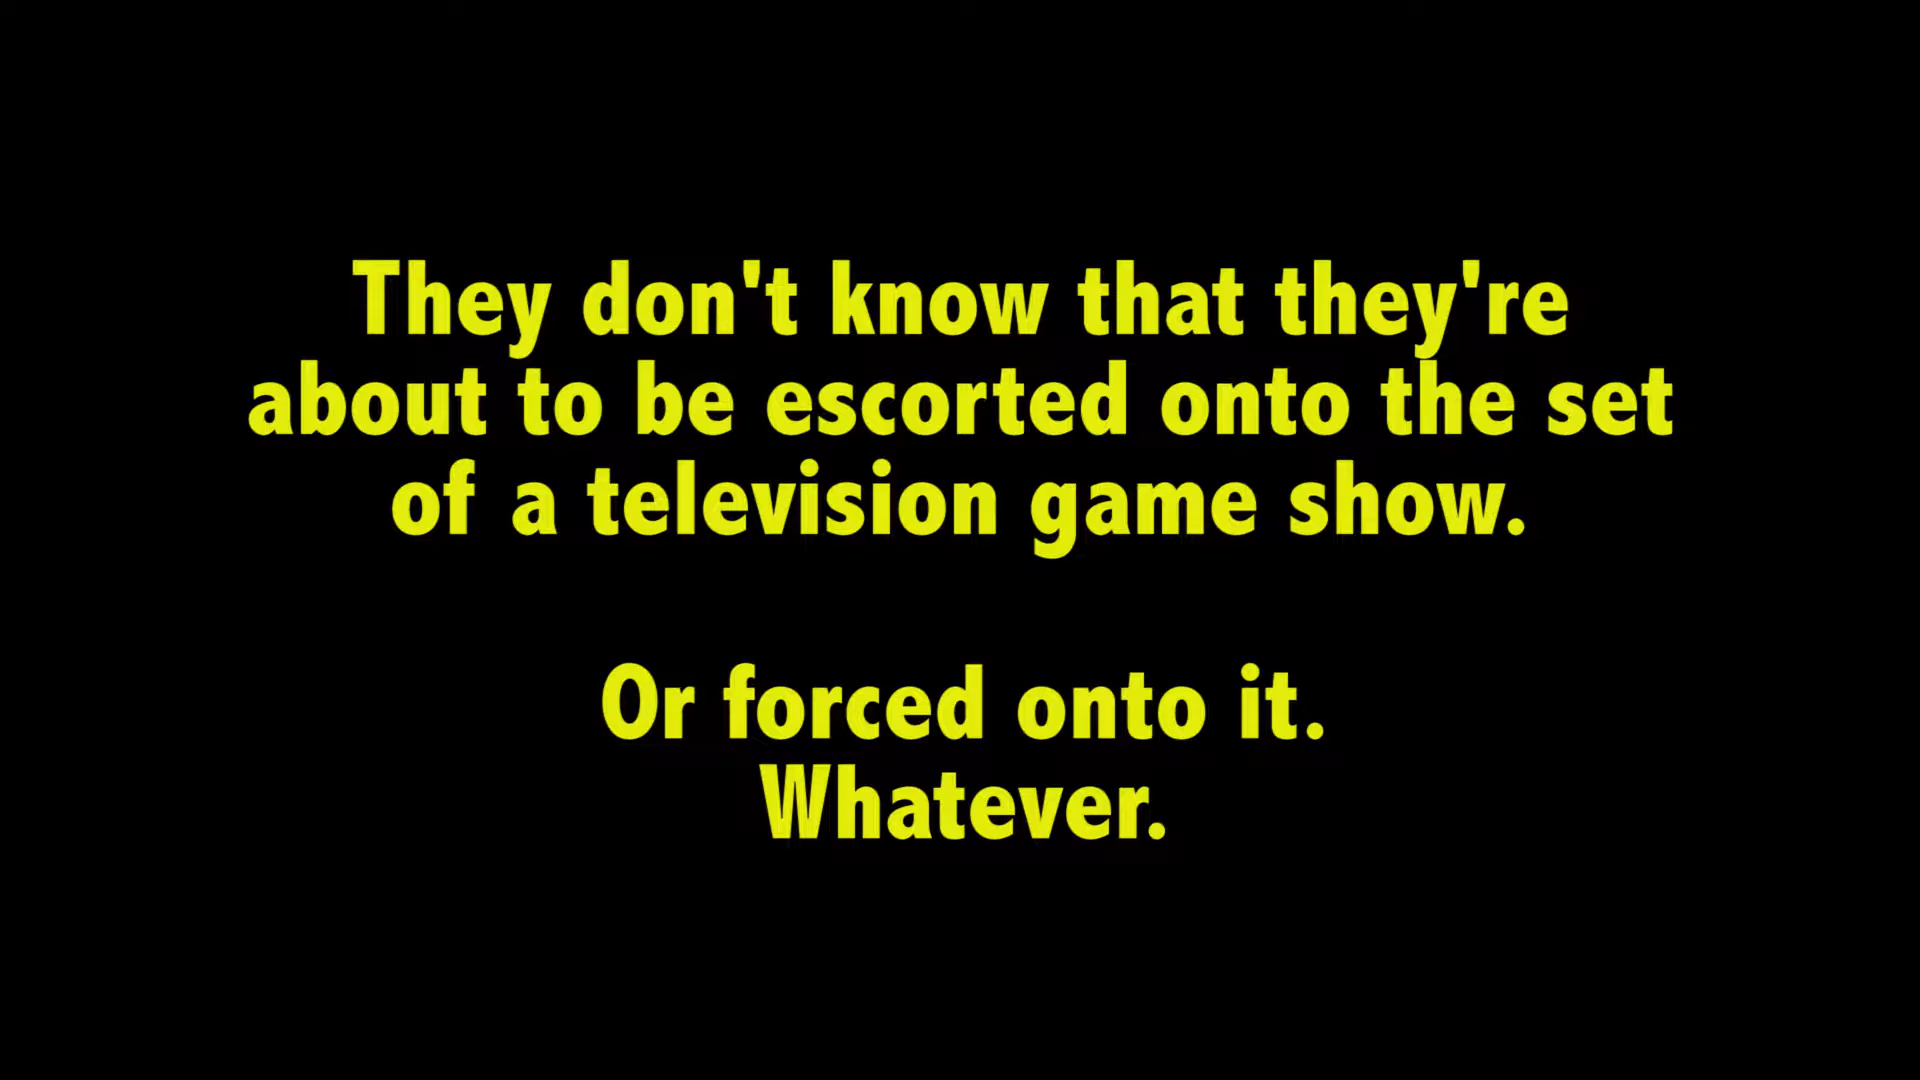 They don't know that they're
about to be escorted onto the set
of a television game show.
Or forced onto it.
Whatever.